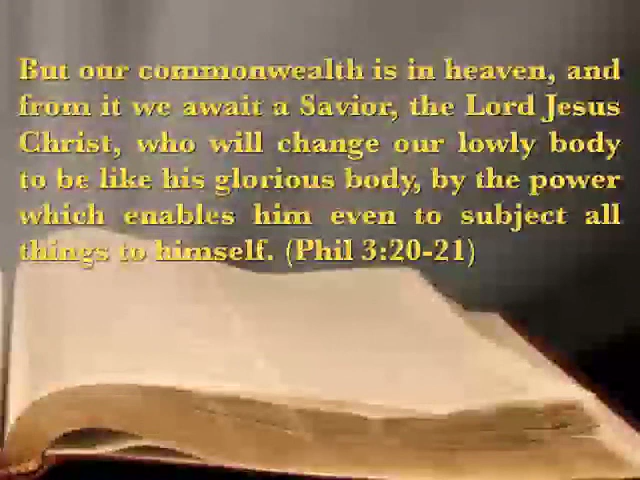 But our commonwealth is in heaven, and
from it we await a Savior, the Lord Jesus
Christ, who will change our lowly body
to be like his glorious body, by the power
which enables him even to subject all
things to himself. (Phil 3:20-21)